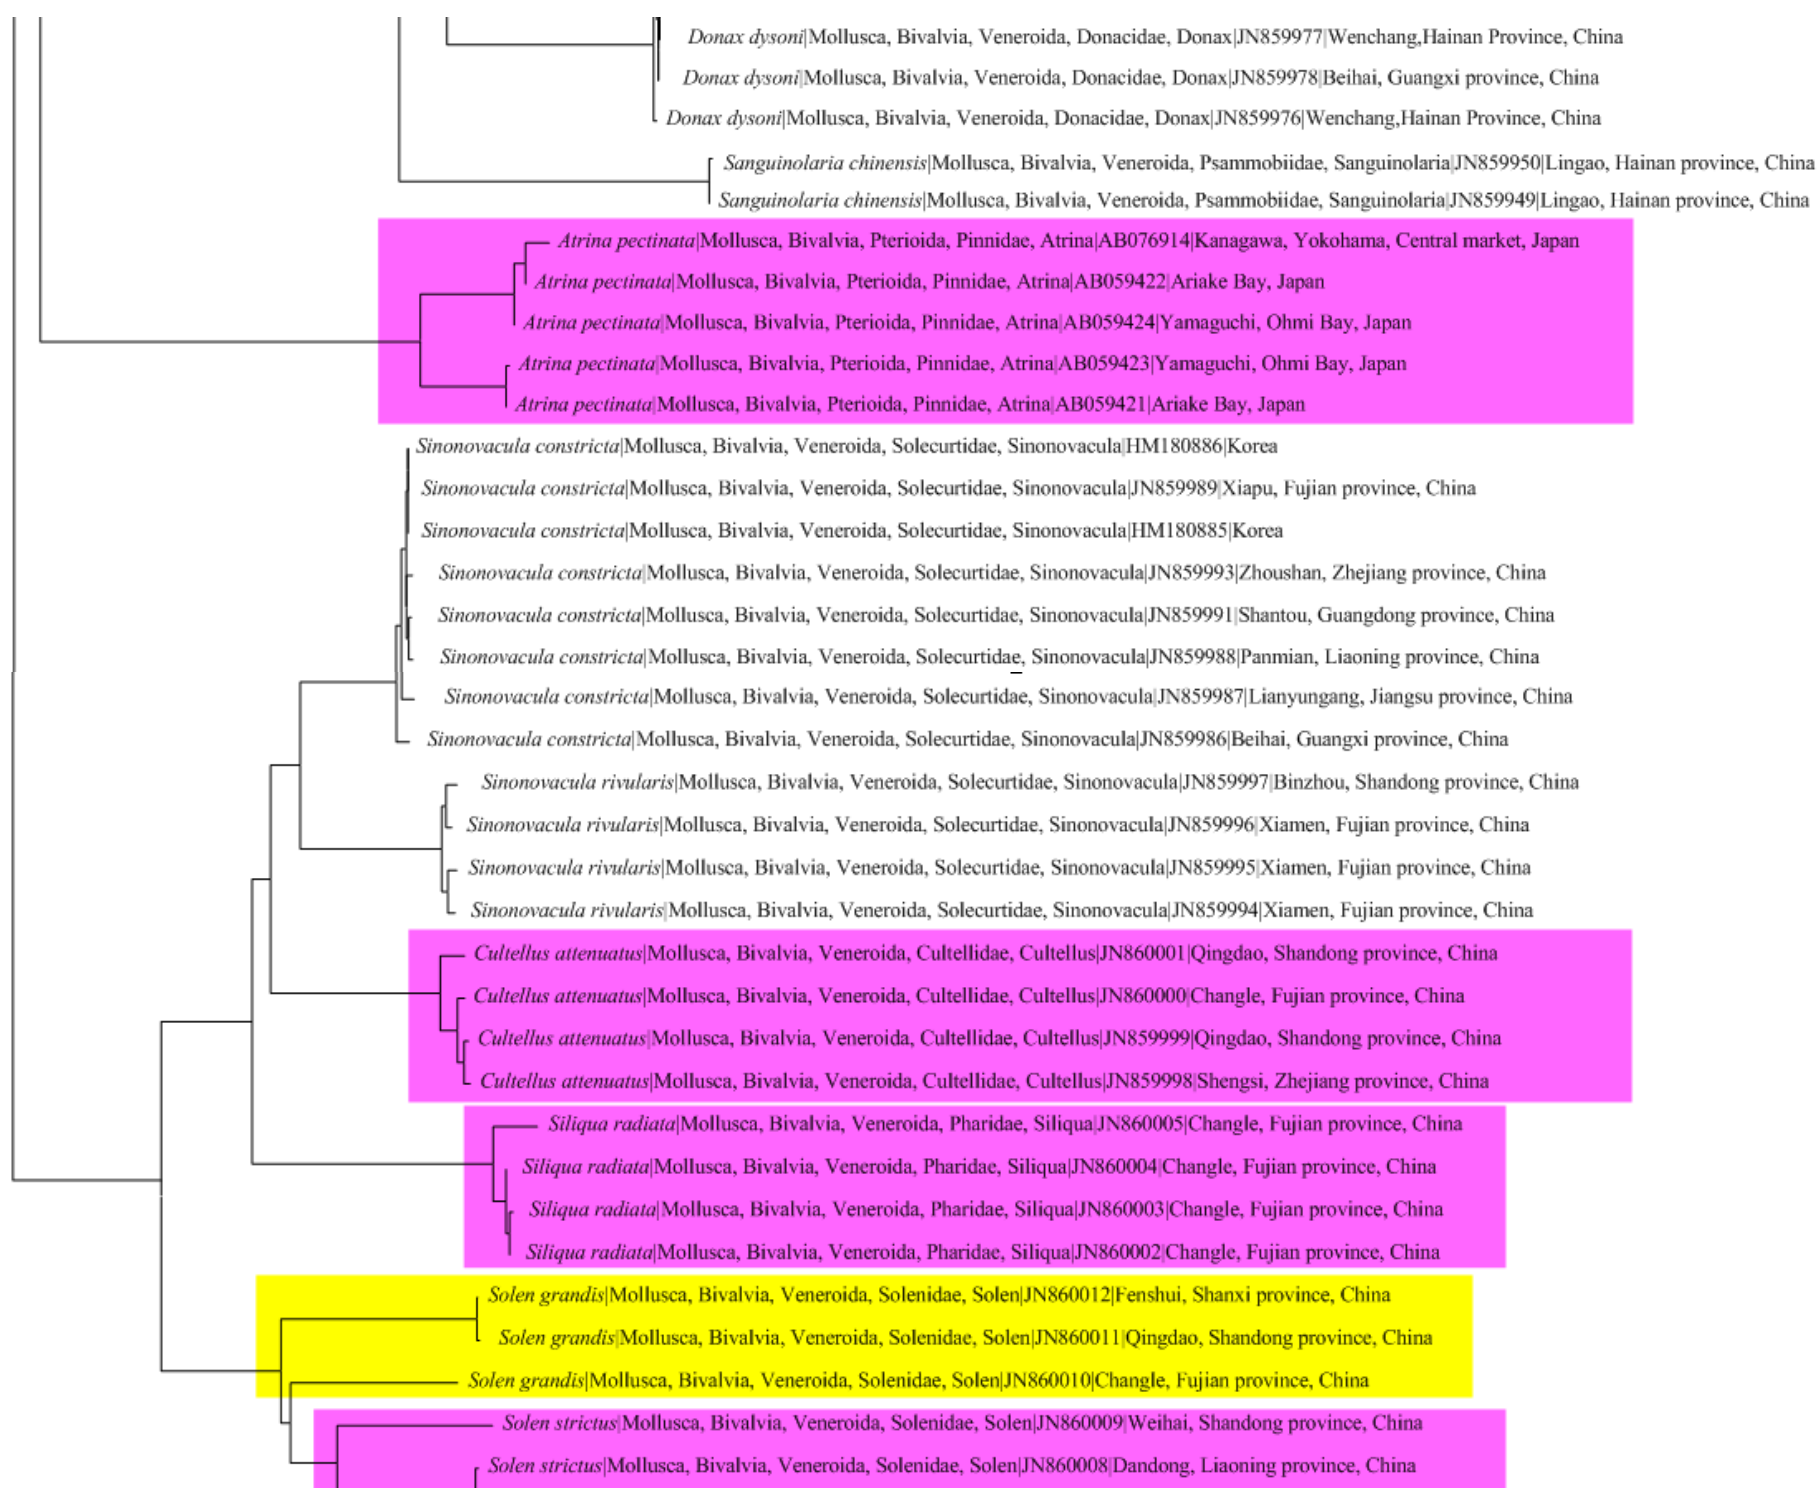 Donax dysoni|Mollusca, Bivalvia, Veneroida, Donacidae, Donax|JN859977|Wenchang,Hainan Province, China
Donax dysoni|Mollusca, Bivalvia, Veneroida, Donacidae, Donax|JN859978|Beihai, Guangxi province, China
Donax dysoni|Mollusca, Bivalvia, Veneroida, Donacidae, Donax|JN859976|Wenchang,Hainan Province, China
Sanguinolaria chinensis|Mollusca, Bivalvia, Veneroida, Psammobiidae, Sanguinolaria|JN859950|Lingao, Hainan province, China
Sanguinolaria chinensis|Mollusca, Bivalvia, Veneroida, Psammobiidae, Sanguinolaria|JN859949|Lingao, Hainan province, China
Atrina pectinata|Mollusca, Bivalvia, Pterioida, Pinnidae, Atrina|AB076914|Kanagawa, Yokohama, Central market, Japan
Atrina pectinata|Mollusca, Bivalvia, Pterioida, Pinnidae, Atrina|AB059422|Ariake Bay, Japan
Atrina pectinata|Mollusca, Bivalvia, Pterioida, Pinnidae, Atrina|AB059424|Yamaguchi, Ohmi Bay, Japan
Atrina pectinata|Mollusca, Bivalvia, Pterioida, Pinnidae, Atrina|AB059423|Yamaguchi, Ohmi Bay, Japan
Atrina pectinata|Mollusca, Bivalvia, Pterioida, Pinnidae, Atrina|AB059421|Ariake Bay, Japan
Sinonovacula constricta|Mollusca, Bivalvia, Veneroida, Solecurtidae, Sinonovacula|HM180886|Korea
Sinonovacula constricta|Mollusca, Bivalvia, Veneroida, Solecurtidae, Sinonovacula|JN859989|Xiapu, Fujian province, China
Sinonovacula constricta|Mollusca, Bivalvia, Veneroida, Solecurtidae, Sinonovacula|HM180885|Korea
Sinonovacula constricta|Mollusca, Bivalvia, Veneroida, Solecurtidae, Sinonovacula|JN859993|Zhoushan, Zhejiang province, China
Sinonovacula constricta|Mollusca, Bivalvia, Veneroida, Solecurtidae, Sinonovacula|JN859991|Shantou, Guangdong province, China
Sinonovacula constricta|Mollusca, Bivalvia, Veneroida, Solecurtidae, Sinonovacula|JN859988|Panmian, Liaoning province, China
Sinonovacula constricta|Mollusca, Bivalvia, Veneroida, Solecurtidae, Sinonovacula|JN859987|Lianyungang, Jiangsu province, China
Sinonovacula constricta|Mollusca, Bivalvia, Veneroida, Solecurtidae, Sinonovacula|JN859986|Beihai, Guangxi province, China
Sinonovacula rivularis|Mollusca, Bivalvia, Veneroida, Solecurtidae, Sinonovacula|JN859997|Binzhou, Shandong province, China
Sinonovacula rivularis|Mollusca, Bivalvia, Veneroida, Solecurtidae, Sinonovacula|JN859996|Xiamen, Fujian province, China
Sinonovacula rivularis|Mollusca, Bivalvia, Veneroida, Solecurtidae, Sinonovacula|JN859995|Xiamen, Fujian province, China
Sinonovacula rivularis|Mollusca, Bivalvia, Veneroida, Solecurtidae, Sinonovacula|JN859994|Xiamen, Fujian province, China
Cultellus attenuatus|Mollusca, Bivalvia, Veneroida, Cultellidae, Cultellus|JN860001|Qingdao, Shandong province, China
Cultellus attenuatus|Mollusca, Bivalvia, Veneroida, Cultellidae, Cultellus|JN860000|Changle, Fujian province, China
Cultellus attenuatus|Mollusca, Bivalvia, Veneroida, Cultellidae, Cultellus|JN859999|Qingdao, Shandong province, China
Cultellus attenuatus|Mollusca, Bivalvia, Veneroida, Cultellidae, Cultellus|JN859998|Shengsi, Zhejiang province, China
Siliqua radiata|Mollusca, Bivalvia, Veneroida, Pharidae, Siliqua|JN860005|Changle, Fujian province, China
Siliqua radiata|Mollusca, Bivalvia, Veneroida, Pharidae, Siliqua|JN860004|Changle, Fujian province, China
Siliqua radiata|Mollusca, Bivalvia, Veneroida, Pharidae, Siliqua|JN860003|Changle, Fujian province, China
Siliqua radiata|Mollusca, Bivalvia, Veneroida, Pharidae, Siliqua|JN860002|Changle, Fujian province, China
Solen grandis|Mollusca, Bivalvia, Veneroida, Solenidae, Solen|JN860012|Fenshui, Shanxi province, China
Solen grandis|Mollusca, Bivalvia, Veneroida, Solenidae, Solen|JN860011|Qingdao, Shandong province, China
Solen grandis|Mollusca, Bivalvia, Veneroida, Solenidae, Solen|JN860010|Changle, Fujian province, China
Solen strictus|Mollusca, Bivalvia, Veneroida, Solenidae, Solen|JN860009|Weihai, Shandong province, China
Solen strictus|Mollusca, Bivalvia, Veneroida, Solenidae, Solen|JN860008|Dandong, Liaoning province, China